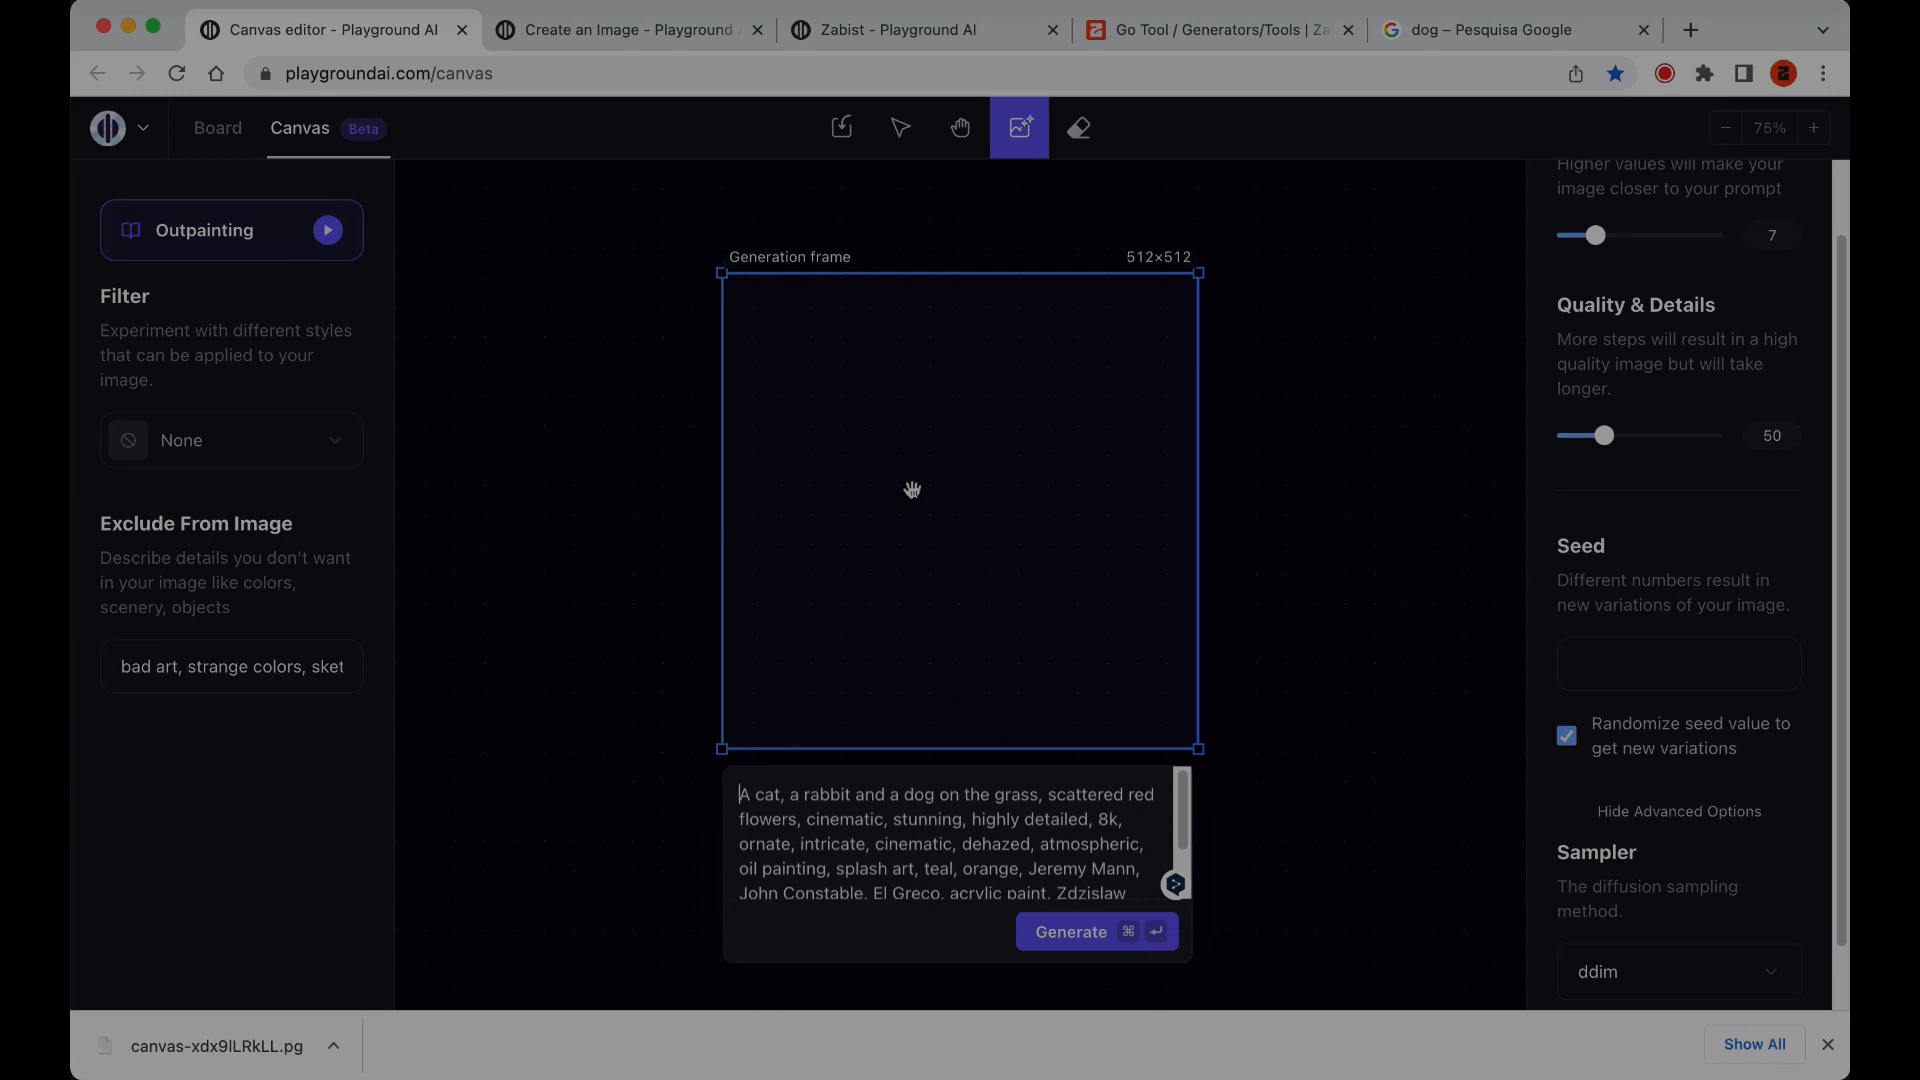 Canvas editor - Playground AI
Create an Image - Playground
Zabist - Playground AI
Go Tool / Generators/Tools | Za
dog – Pesquisa Google
playgroundai.com/canvas
Board
Canvas
Beta
75%
Outpainting
Filter
Experiment with different styles
that can be applied to your
image.
None
Exclude From Image
Describe details you don't want
in your image like colors,
scenery, objects
bad art, strange colors, sket
Generation frame
512×512
A cat, a rabbit and a dog on the grass, scattered red
flowers, cinematic, stunning, highly detailed, 8k,
ornate, intricate, cinematic, dehazed, atmospheric,
oil painting, splash art, teal, orange, Jeremy Mann,
John Constable, El Greco, acrylic paint, Zdzislaw
Generate ⌘
Higher values will make your
image closer to your prompt
7
Quality & Details
More steps will result in a high
quality image but will take
longer.
50
Seed
Different numbers result in
new variations of your image.
Randomize seed value to
get new variations
Hide Advanced Options
Sampler
The diffusion sampling
method.
ddim
canvas-xdx9lLRkLL.pg
Show All